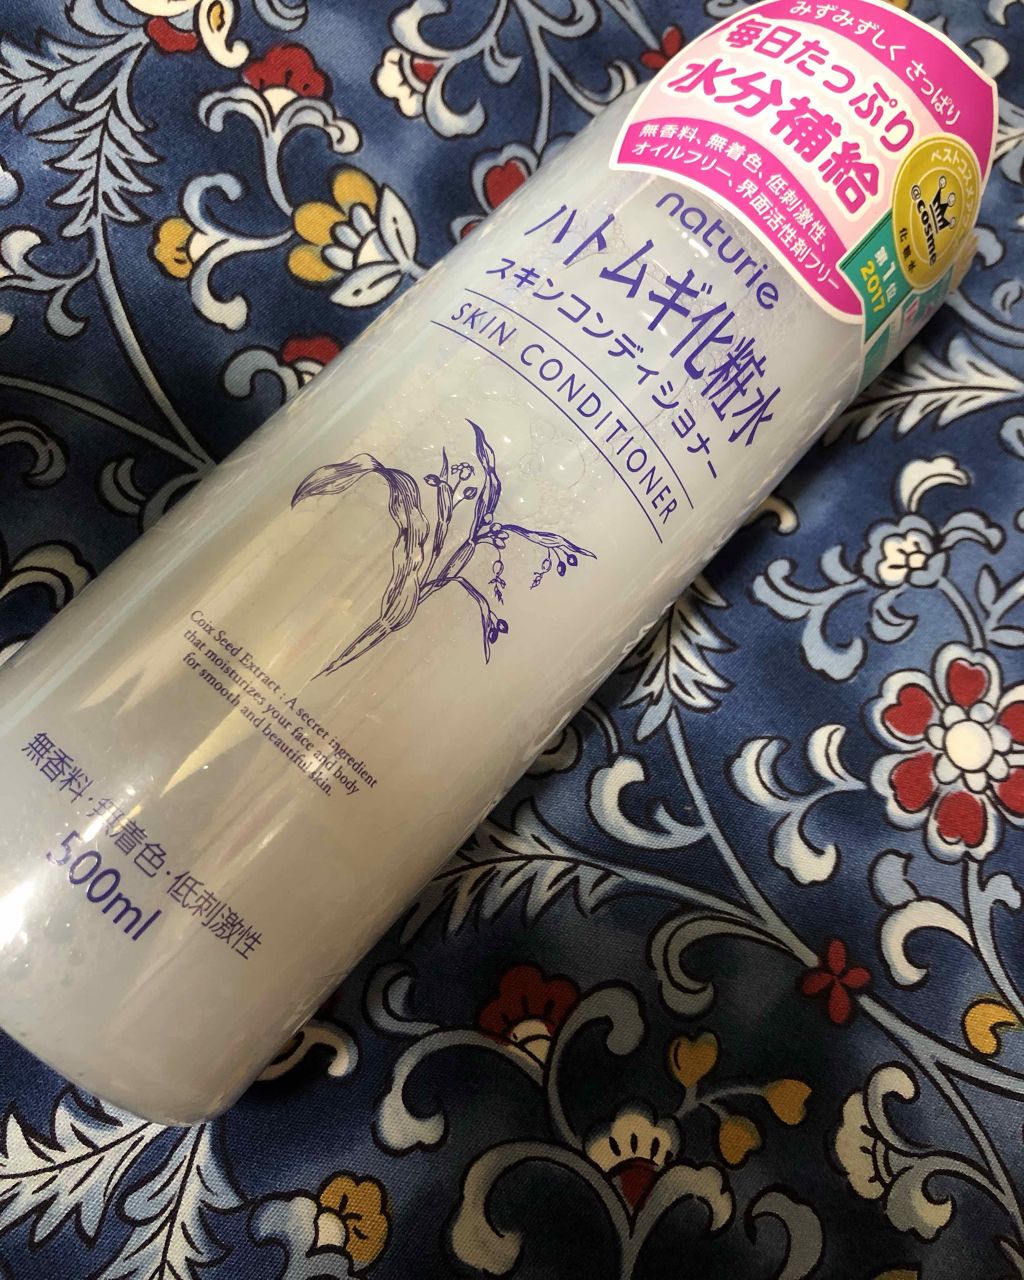 みずみずしく さっぱり
毎日たっぷり
水分補給
無香料、無着色、低刺激性、
オイルフリー、界面活性剤フリー
@cosme
化粧水
第1位
2017
naturie
ハトムギ化粧水
スキンコンディショナー
SKIN CONDITIONER
Coix Seed Extract : A secret ingredient
that moisturizes your face and body
for smooth and beautiful skin.
無香料・無着色・低刺激性
500ml